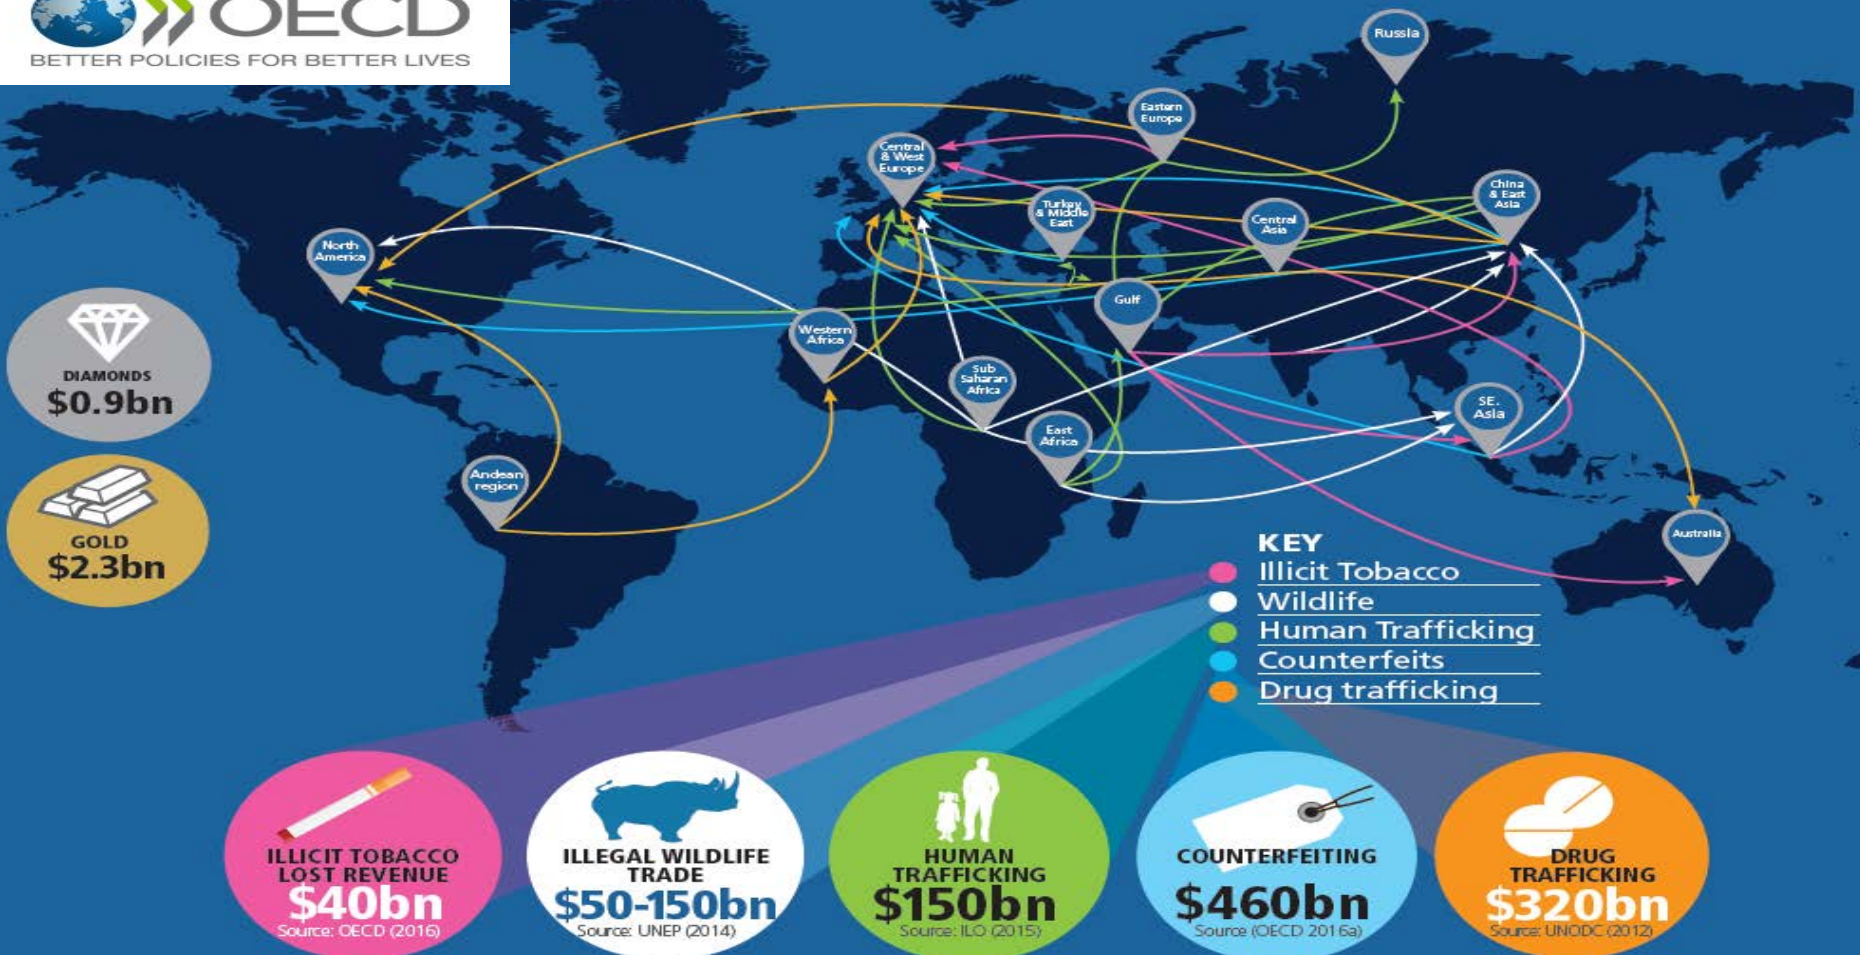 OECD
BETTER POLICIES FOR BETTER LIVES
Russia
Eastern
Europe
Central
& West
Europe
China
& East
Asia
Turkey
& Middle
East
Central
Asia
North
America
Gulf
Western
Africa
Sub
Saharan
Africa
SE.
Asia
East
Africa
Andean
region
Australia
DIAMONDS
$0.9bn
GOLD
$2.3bn
KEY
Illicit Tobacco
Wildlife
Human Trafficking
Counterfeits
Drug trafficking
ILLICIT TOBACCO
LOST REVENUE
$40bn
Source: OECD (2016)
ILLEGAL WILDLIFE
TRADE
$50-150bn
Source: UNEP (2014)
HUMAN
TRAFFICKING
$150bn
Source: ILO (2015)
COUNTERFEITING
$460bn
Source (OECD 2016a)
DRUG
TRAFFICKING
$320bn
Source: UNODC (2012)